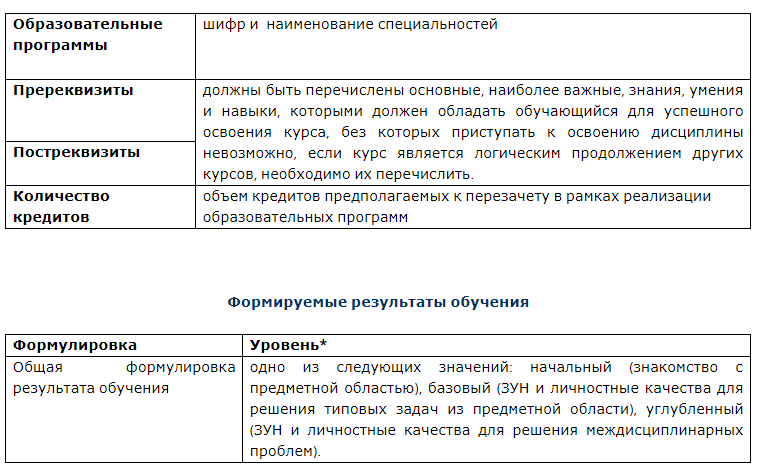 Образовательные программы
шифр и  наименование специальностей
Пререквизиты
Постреквизиты
должны быть перечислены основные, наиболее важные, знания, умения
и навыки, которыми должен обладать обучающийся для успешного
освоения курса, без которых приступать к освоению дисциплины
невозможно, если курс является логическим продолжением других
курсов, необходимо их перечислить.
Количество
кредитов
объем кредитов предполагаемых к перезачету в рамках реализации
образовательных программ
Формируемые результаты обучения
Формулировка
Уровень*
Общая формулировка
результата обучения
одно из следующих значений: начальный (знакомство с
предметной областью), базовый (ЗУН и личностные качества для
решения типовых задач из предметной области), углубленный
(ЗУН и личностные качества для решения междисциплинарных
проблем).